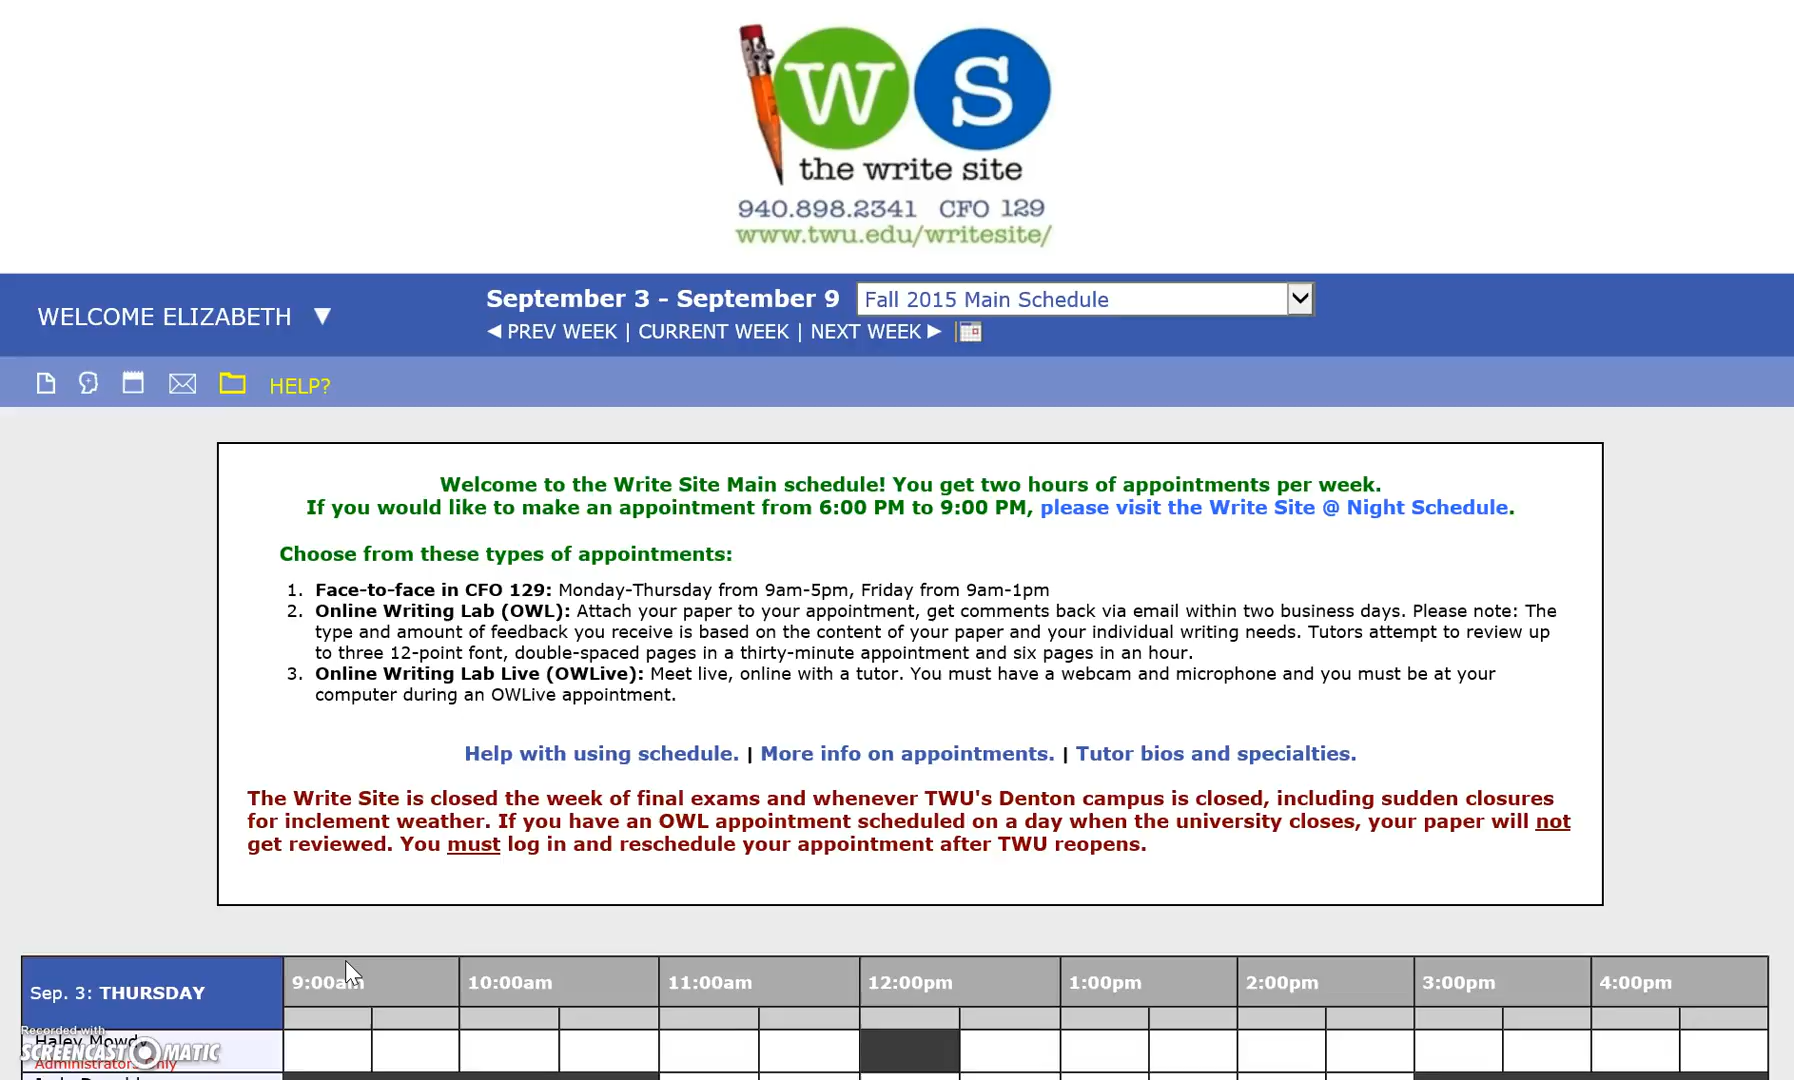 W S
the write site
940.898.2341 CFO 129
www.twu.edu/writesite/
WELCOME ELIZABETH ▼
September 3 - September 9 Fall 2015 Main Schedule
◀ PREV WEEK | CURRENT WEEK | NEXT WEEK ▶
HELP?
Welcome to the Write Site Main schedule! You get two hours of appointments per week.
If you would like to make an appointment from 6:00 PM to 9:00 PM, please visit the Write Site @ Night Schedule.
Choose from these types of appointments:
1. Face-to-face in CFO 129: Monday-Thursday from 9am-5pm, Friday from 9am-1pm
2. Online Writing Lab (OWL): Attach your paper to your appointment, get comments back via email within two business days. Please note: The
type and amount of feedback you receive is based on the content of your paper and your individual writing needs. Tutors attempt to review up
to three 12-point font, double-spaced pages in a thirty-minute appointment and six pages in an hour.
3. Online Writing Lab Live (OWLive): Meet live, online with a tutor. You must have a webcam and microphone and you must be at your
computer during an OWLive appointment.
Help with using schedule. | More info on appointments. | Tutor bios and specialties.
The Write Site is closed the week of final exams and whenever TWU's Denton campus is closed, including sudden closures
for inclement weather. If you have an OWL appointment scheduled on a day when the university closes, your paper will not
get reviewed. You must log in and reschedule your appointment after TWU reopens.
Sep. 3: THURSDAY 9:00am 10:00am 11:00am 12:00pm 1:00pm 2:00pm 3:00pm 4:00pm
Recorded with
Haley Mowdy
SCREENCAST-O-MATIC
Administrators Only